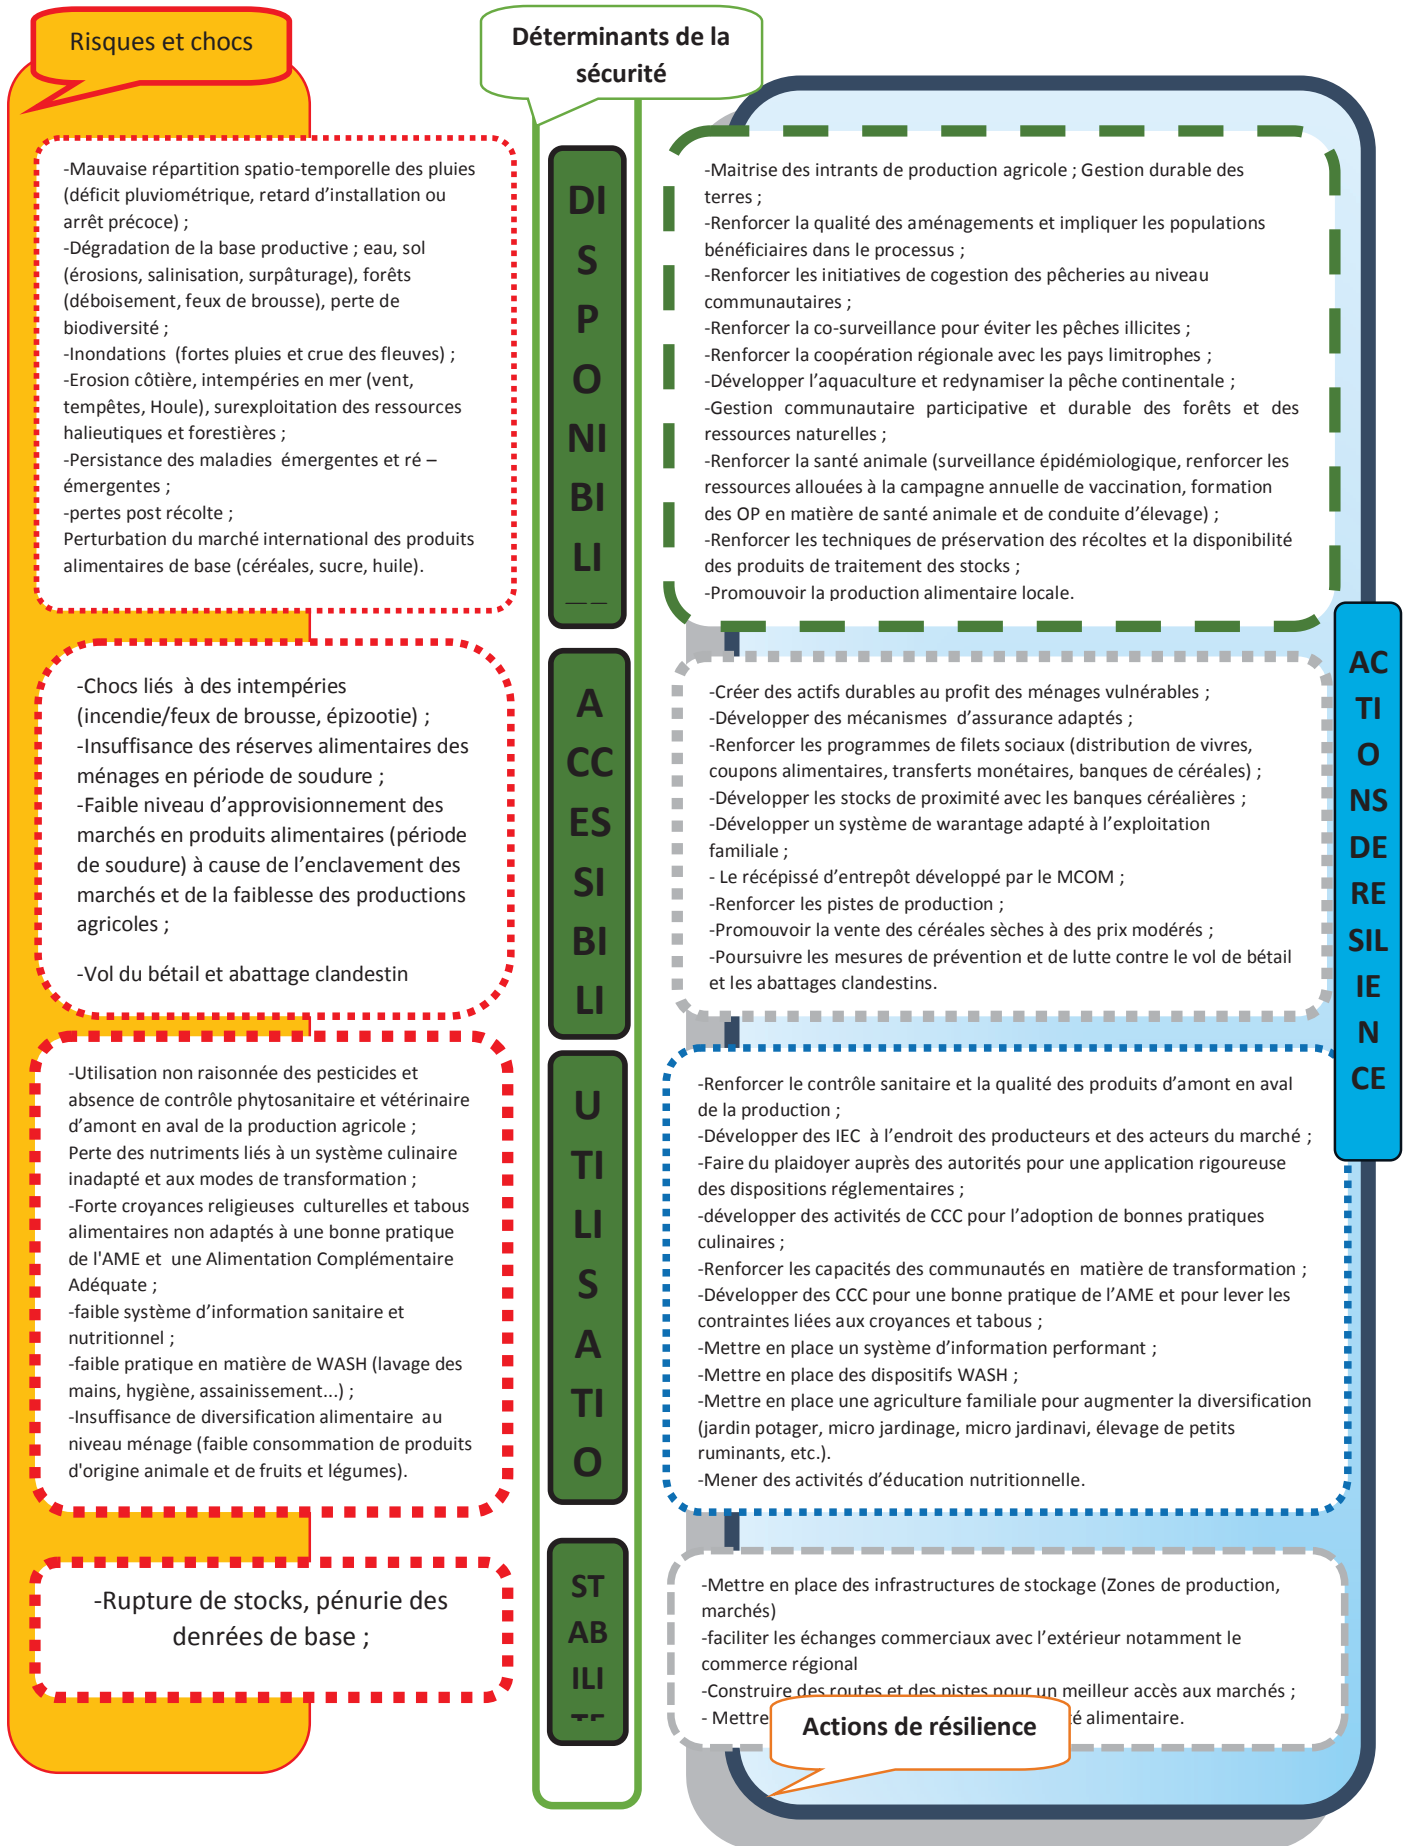 Risques et chocs
Déterminants de la
sécurité
-Mauvaise répartition spatio-temporelle des pluies
(déficit pluviométrique, retard d’installation ou
arrêt précoce) ;
-Dégradation de la base productive ; eau, sol
(érosions, salinisation, surpâturage), forêts
(déboisement, feux de brousse), perte de
biodiversité ;
-Inondations (fortes pluies et crue des fleuves) ;
-Erosion côtière, intempéries en mer (vent,
tempêtes, Houle), surexploitation des ressources
halieutiques et forestières ;
-Persistance des maladies émergentes et ré –
émergentes ;
-pertes post récolte ;
Perturbation du marché international des produits
alimentaires de base (céréales, sucre, huile).
DI
S
P
O
NI
BI
LI
-Maitrise des intrants de production agricole ; Gestion durable des
terres ;
-Renforcer la qualité des aménagements et impliquer les populations
bénéficiaires dans le processus ;
-Renforcer les initiatives de cogestion des pêcheries au niveau
communautaires ;
-Renforcer la co-surveillance pour éviter les pêches illicites ;
-Renforcer la coopération régionale avec les pays limitrophes ;
-Développer l’aquaculture et redynamiser la pêche continentale ;
-Gestion communautaire participative et durable des forêts et des
ressources naturelles ;
-Renforcer la santé animale (surveillance épidémiologique, renforcer les
ressources allouées à la campagne annuelle de vaccination, formation
des OP en matière de santé animale et de conduite d’élevage) ;
-Renforcer les techniques de préservation des récoltes et la disponibilité
des produits de traitement des stocks ;
-Promouvoir la production alimentaire locale.
-Chocs liés à des intempéries
(incendie/feux de brousse, épizootie) ;
-Insuffisance des réserves alimentaires des
ménages en période de soudure ;
-Faible niveau d’approvisionnement des
marchés en produits alimentaires (période
de soudure) à cause de l’enclavement des
marchés et de la faiblesse des productions
agricoles ;
-Vol du bétail et abattage clandestin
A
CC
ES
SI
BI
LI
-Créer des actifs durables au profit des ménages vulnérables ;
-Développer des mécanismes d’assurance adaptés ;
-Renforcer les programmes de filets sociaux (distribution de vivres,
coupons alimentaires, transferts monétaires, banques de céréales) ;
-Développer les stocks de proximité avec les banques céréalières ;
-Développer un système de warantage adapté à l’exploitation
familiale ;
- Le récépissé d’entrepôt développé par le MCOM ;
-Renforcer les pistes de production ;
-Promouvoir la vente des céréales sèches à des prix modérés ;
-Poursuivre les mesures de prévention et de lutte contre le vol de bétail
et les abattages clandestins.
AC
TI
O
NS
DE
RE
SIL
IE
N
CE
-Utilisation non raisonnée des pesticides et
absence de contrôle phytosanitaire et vétérinaire
d’amont en aval de la production agricole ;
Perte des nutriments liés à un système culinaire
inadapté et aux modes de transformation ;
-Forte croyances religieuses culturelles et tabous
alimentaires non adaptés à une bonne pratique
de l'AME et une Alimentation Complémentaire
Adéquate ;
-faible système d’information sanitaire et
nutritionnel ;
-faible pratique en matière de WASH (lavage des
mains, hygiène, assainissement...) ;
-Insuffisance de diversification alimentaire au
niveau ménage (faible consommation de produits
d'origine animale et de fruits et légumes).
U
TI
LI
S
A
TI
O
-Renforcer le contrôle sanitaire et la qualité des produits d’amont en aval
de la production ;
-Développer des IEC à l’endroit des producteurs et des acteurs du marché ;
-Faire du plaidoyer auprès des autorités pour une application rigoureuse
des dispositions réglementaires ;
-développer des activités de CCC pour l’adoption de bonnes pratiques
culinaires ;
-Renforcer les capacités des communautés en matière de transformation ;
-Développer des CCC pour une bonne pratique de l’AME et pour lever les
contraintes liées aux croyances et tabous ;
-Mettre en place un système d’information performant ;
-Mettre en place des dispositifs WASH ;
-Mettre en place une agriculture familiale pour augmenter la diversification
(jardin potager, micro jardinage, micro jardinavi, élevage de petits
ruminants, etc.).
-Mener des activités d’éducation nutritionnelle.
-Rupture de stocks, pénurie des
denrées de base ;
ST
AB
ILI
TE
-Mettre en place des infrastructures de stockage (Zones de production,
marchés)
-faciliter les échanges commerciaux avec l’extérieur notamment le
commerce régional
-Construire des routes et des pistes pour un meilleur accès aux marchés ;
- Mettre té alimentaire.
Actions de résilience